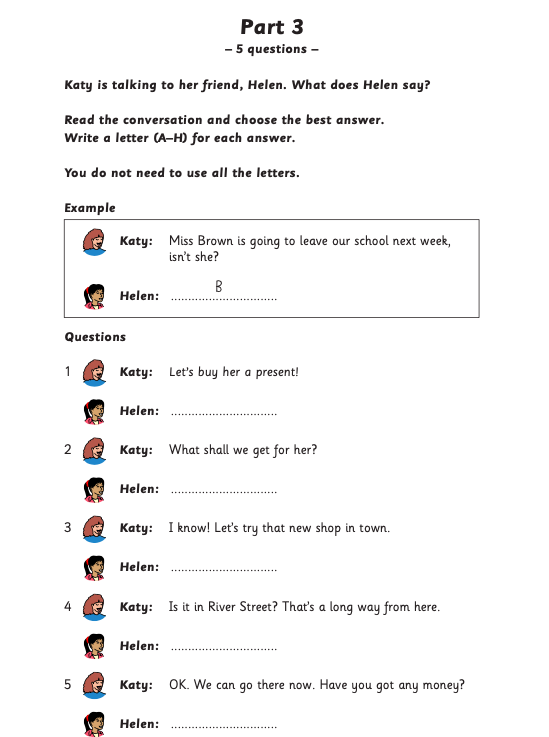 Part 3
– 5 questions –
Katy is talking to her friend, Helen. What does Helen say?
Read the conversation and choose the best answer.
Write a letter (A–H) for each answer.
You do not need to use all the letters.
Example
Katy: Miss Brown is going to leave our school next week,
isn't she?
Helen: ...............B...............
Questions
1 Katy: Let's buy her a present!
Helen: ...............................
2 Katy: What shall we get for her?
Helen: ...............................
3 Katy: I know! Let's try that new shop in town.
Helen: ...............................
4 Katy: Is it in River Street? That's a long way from here.
Helen: ...............................
5 Katy: OK. We can go there now. Have you got any money?
Helen: ...............................